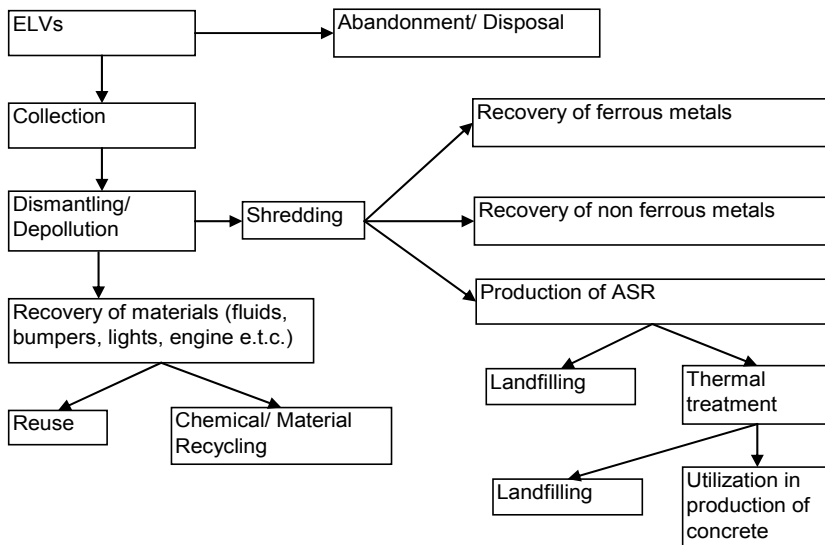 ELVs
Abandonment/ Disposal
Collection
Recovery of ferrous metals
Dismantling/
Depollution
Shredding
Recovery of non ferrous metals
Production of ASR
Recovery of materials (fluids,
bumpers, lights, engine e.t.c.)
Landfilling
Thermal
treatment
Reuse
Chemical/ Material
Recycling
Landfilling
Utilization in
production of
concrete